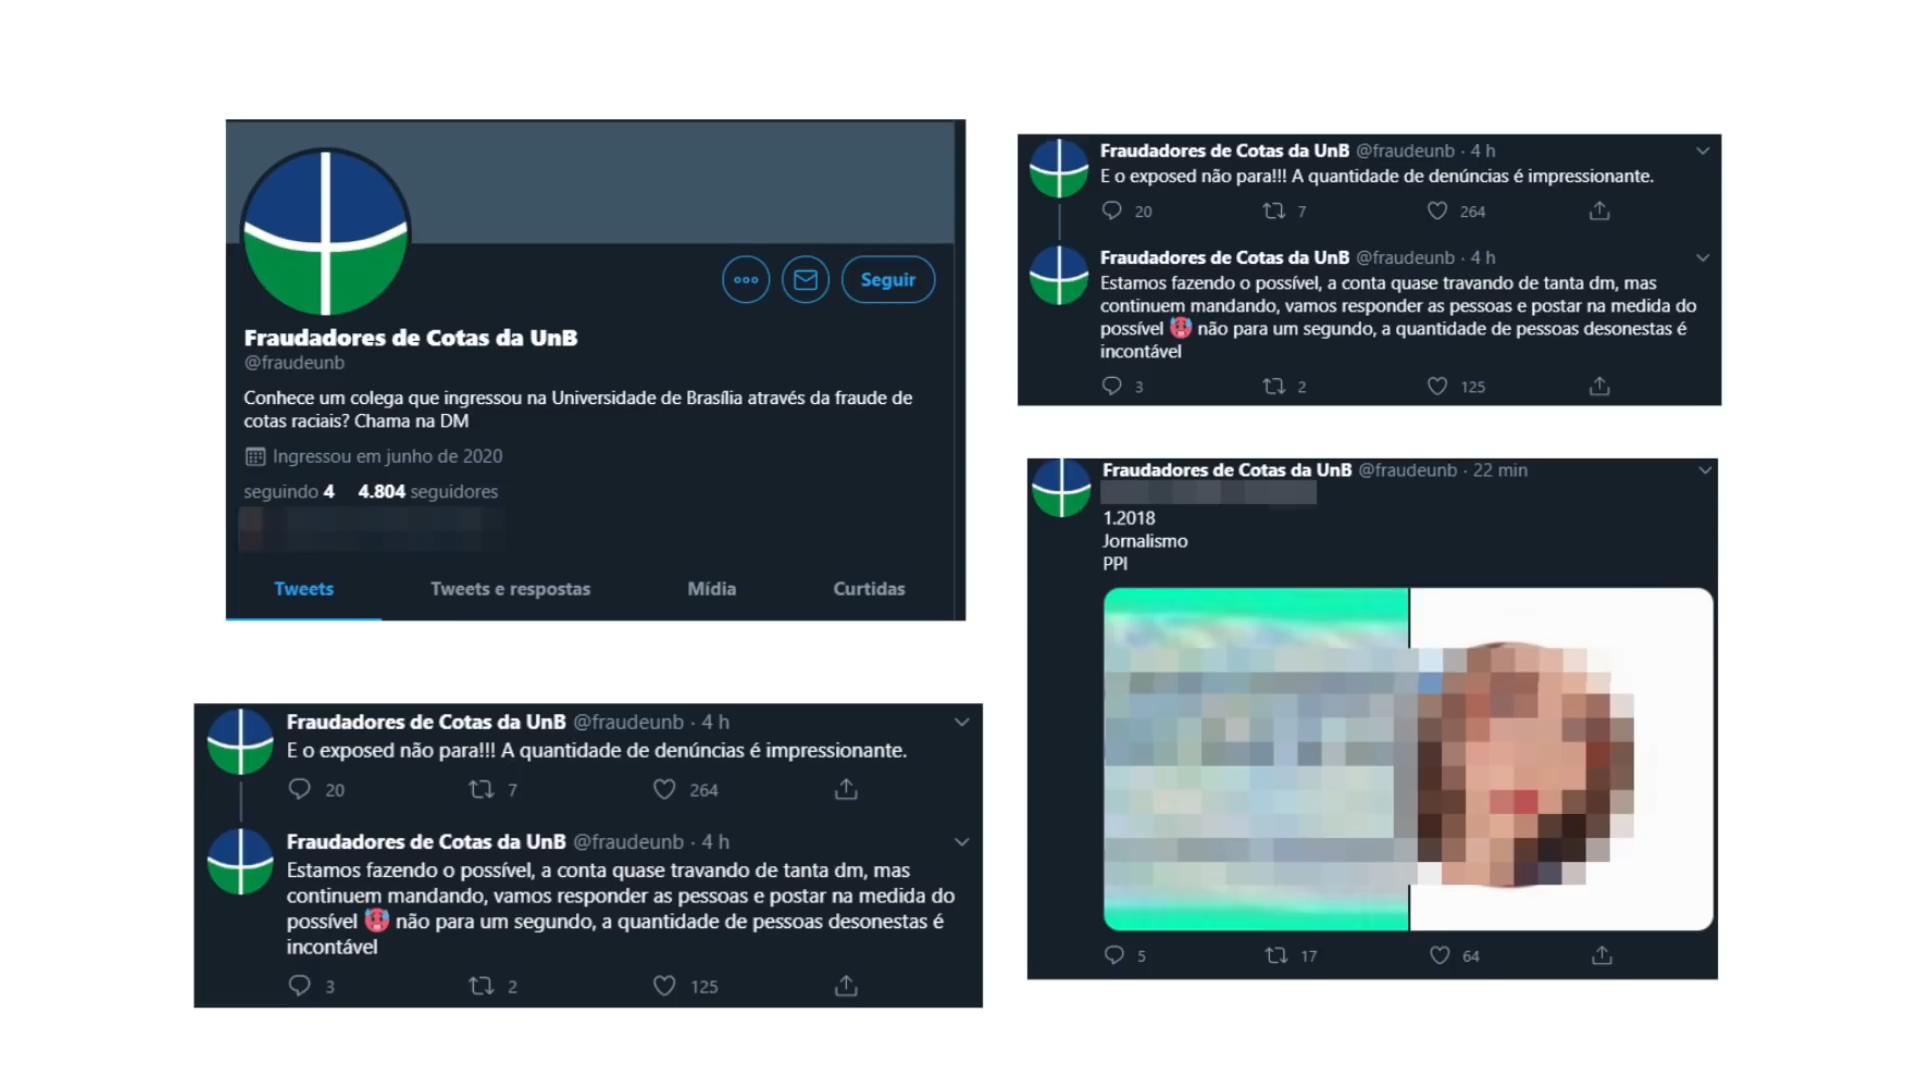 Seguir
Fraudadores de Cotas da UnB
@fraudeunb
Conhece um colega que ingressou na Universidade de Brasília através da fraude de
cotas raciais? Chama na DM
Ingressou em junho de 2020
seguindo 4 4.804 seguidores
Tweets Tweets e respostas Mídia Curtidas
Fraudadores de Cotas da UnB @fraudeunb · 4 h
E o exposed não para!!! A quantidade de denúncias é impressionante.
20 7 264
Fraudadores de Cotas da UnB @fraudeunb · 4 h
Estamos fazendo o possível, a conta quase travando de tanta dm, mas
continuem mandando, vamos responder as pessoas e postar na medida do
possível 🥵 não para um segundo, a quantidade de pessoas desonestas é
incontável
3 2 125
Fraudadores de Cotas da UnB @fraudeunb · 4 h
E o exposed não para!!! A quantidade de denúncias é impressionante.
20 7 264
Fraudadores de Cotas da UnB @fraudeunb · 4 h
Estamos fazendo o possível, a conta quase travando de tanta dm, mas
continuem mandando, vamos responder as pessoas e postar na medida do
possível 🥵 não para um segundo, a quantidade de pessoas desonestas é
incontável
3 2 125
Fraudadores de Cotas da UnB @fraudeunb · 22 min
1.2018
Jornalismo
PPI
5 17 64